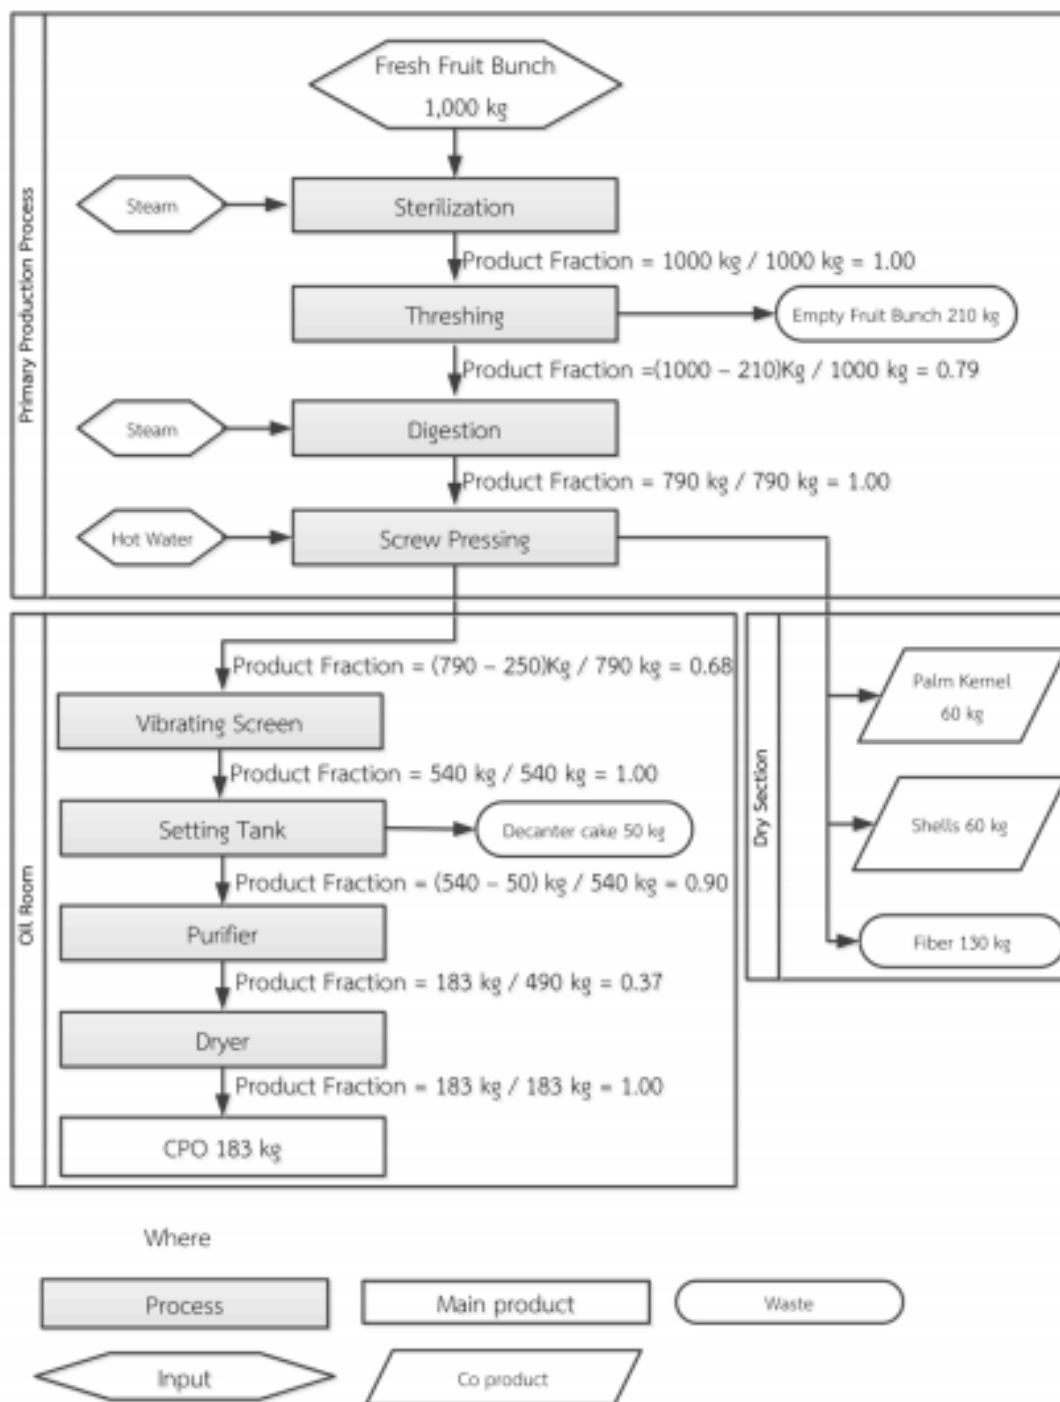 Primary Production Process
Fresh Fruit Bunch
1,000 kg
Steam
Sterilization
Product Fraction = 1000 kg / 1000 kg = 1.00
Threshing
Empty Fruit Bunch 210 kg
Product Fraction =(1000 – 210)Kg / 1000 kg = 0.79
Steam
Digestion
Product Fraction = 790 kg / 790 kg = 1.00
Hot Water
Screw Pressing
Oil Room
Product Fraction = (790 – 250)Kg / 790 kg = 0.68
Vibrating Screen
Product Fraction = 540 kg / 540 kg = 1.00
Setting Tank
Decanter cake 50 kg
Product Fraction = (540 – 50) kg / 540 kg = 0.90
Purifier
Product Fraction = 183 kg / 490 kg = 0.37
Dryer
Product Fraction = 183 kg / 183 kg = 1.00
CPO 183 kg
Dry Section
Palm Kernel
60 kg
Shells 60 kg
Fiber 130 kg
Where
Process
Main product
Waste
Input
Co product